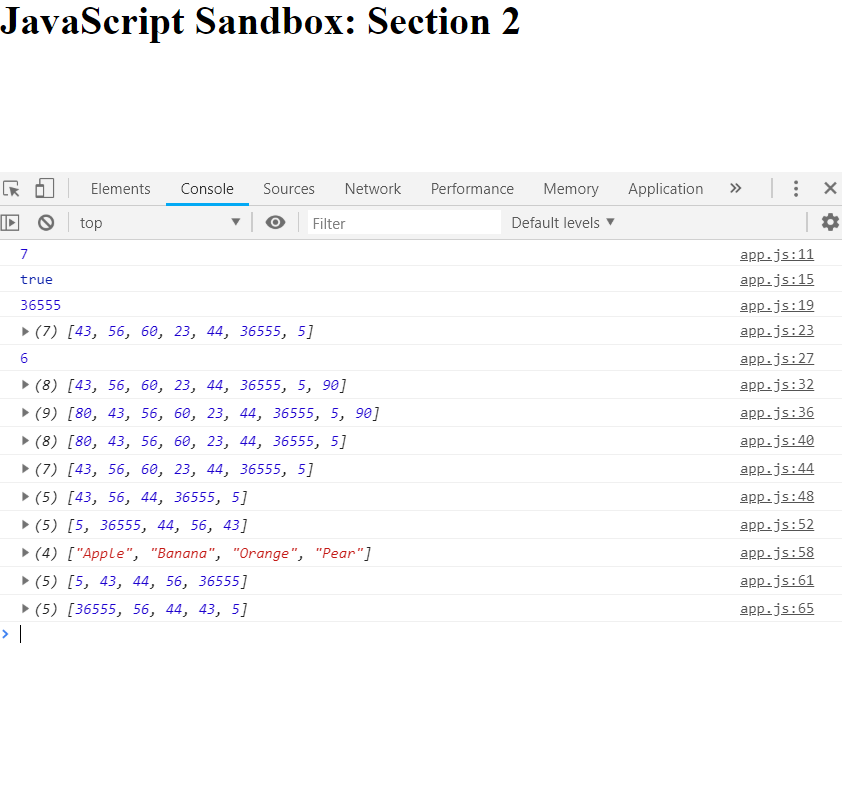 JavaScript Sandbox: Section 2
Elements Console Sources Network Performance Memory Application »
top Filter Default levels
7 app.js:11
true app.js:15
36555 app.js:19
(7) [43, 56, 60, 23, 44, 36555, 5] app.js:23
6 app.js:27
(8) [43, 56, 60, 23, 44, 36555, 5, 90] app.js:32
(9) [80, 43, 56, 60, 23, 44, 36555, 5, 90] app.js:36
(8) [80, 43, 56, 60, 23, 44, 36555, 5] app.js:40
(7) [43, 56, 60, 23, 44, 36555, 5] app.js:44
(5) [43, 56, 44, 36555, 5] app.js:48
(5) [5, 36555, 44, 56, 43] app.js:52
(4) ["Apple", "Banana", "Orange", "Pear"] app.js:58
(5) [5, 43, 44, 56, 36555] app.js:61
(5) [36555, 56, 44, 43, 5] app.js:65